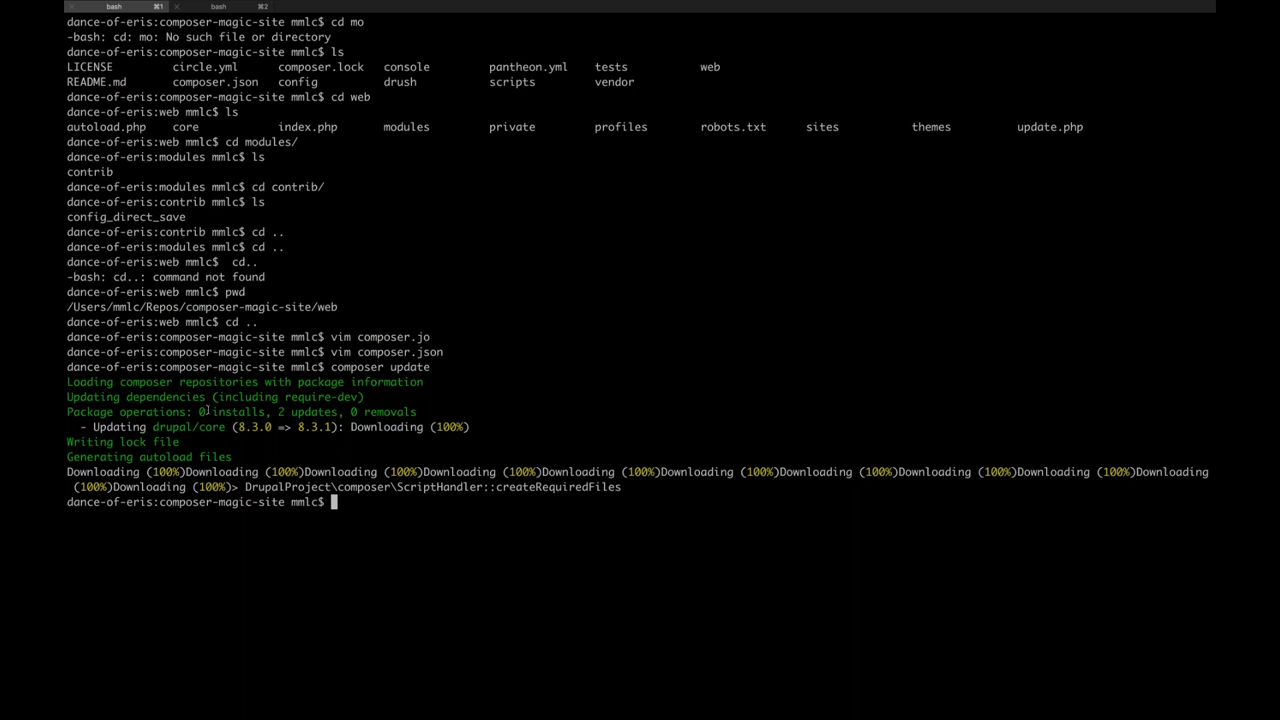 bash ⌘1 bash ⌘2
dance-of-eris:composer-magic-site mmlc$ cd mo
-bash: cd: mo: No such file or directory
dance-of-eris:composer-magic-site mmlc$ ls
LICENSE circle.yml composer.lock console pantheon.yml tests web
README.md composer.json config drush scripts vendor
dance-of-eris:composer-magic-site mmlc$ cd web
dance-of-eris:web mmlc$ ls
autoload.php core index.php modules private profiles robots.txt sites themes update.php
dance-of-eris:web mmlc$ cd modules/
dance-of-eris:modules mmlc$ ls
contrib
dance-of-eris:modules mmlc$ cd contrib/
dance-of-eris:contrib mmlc$ ls
config_direct_save
dance-of-eris:contrib mmlc$ cd ..
dance-of-eris:modules mmlc$ cd ..
dance-of-eris:web mmlc$  cd..
-bash: cd..: command not found
dance-of-eris:web mmlc$ pwd
/Users/mmlc/Repos/composer-magic-site/web
dance-of-eris:web mmlc$ cd ..
dance-of-eris:composer-magic-site mmlc$ vim composer.jo
dance-of-eris:composer-magic-site mmlc$ vim composer.json
dance-of-eris:composer-magic-site mmlc$ composer update
Loading composer repositories with package information
Updating dependencies (including require-dev)
Package operations: 0 installs, 2 updates, 0 removals
- Updating drupal/core (8.3.0 => 8.3.1): Downloading (100%)
Writing lock file
Generating autoload files
Downloading (100%)Downloading (100%)Downloading (100%)Downloading (100%)Downloading (100%)Downloading (100%)Downloading (100%)Downloading (100%)Downloading (100%)Downloading
(100%)Downloading (100%)> DrupalProject\composer\ScriptHandler::createRequiredFiles
dance-of-eris:composer-magic-site mmlc$